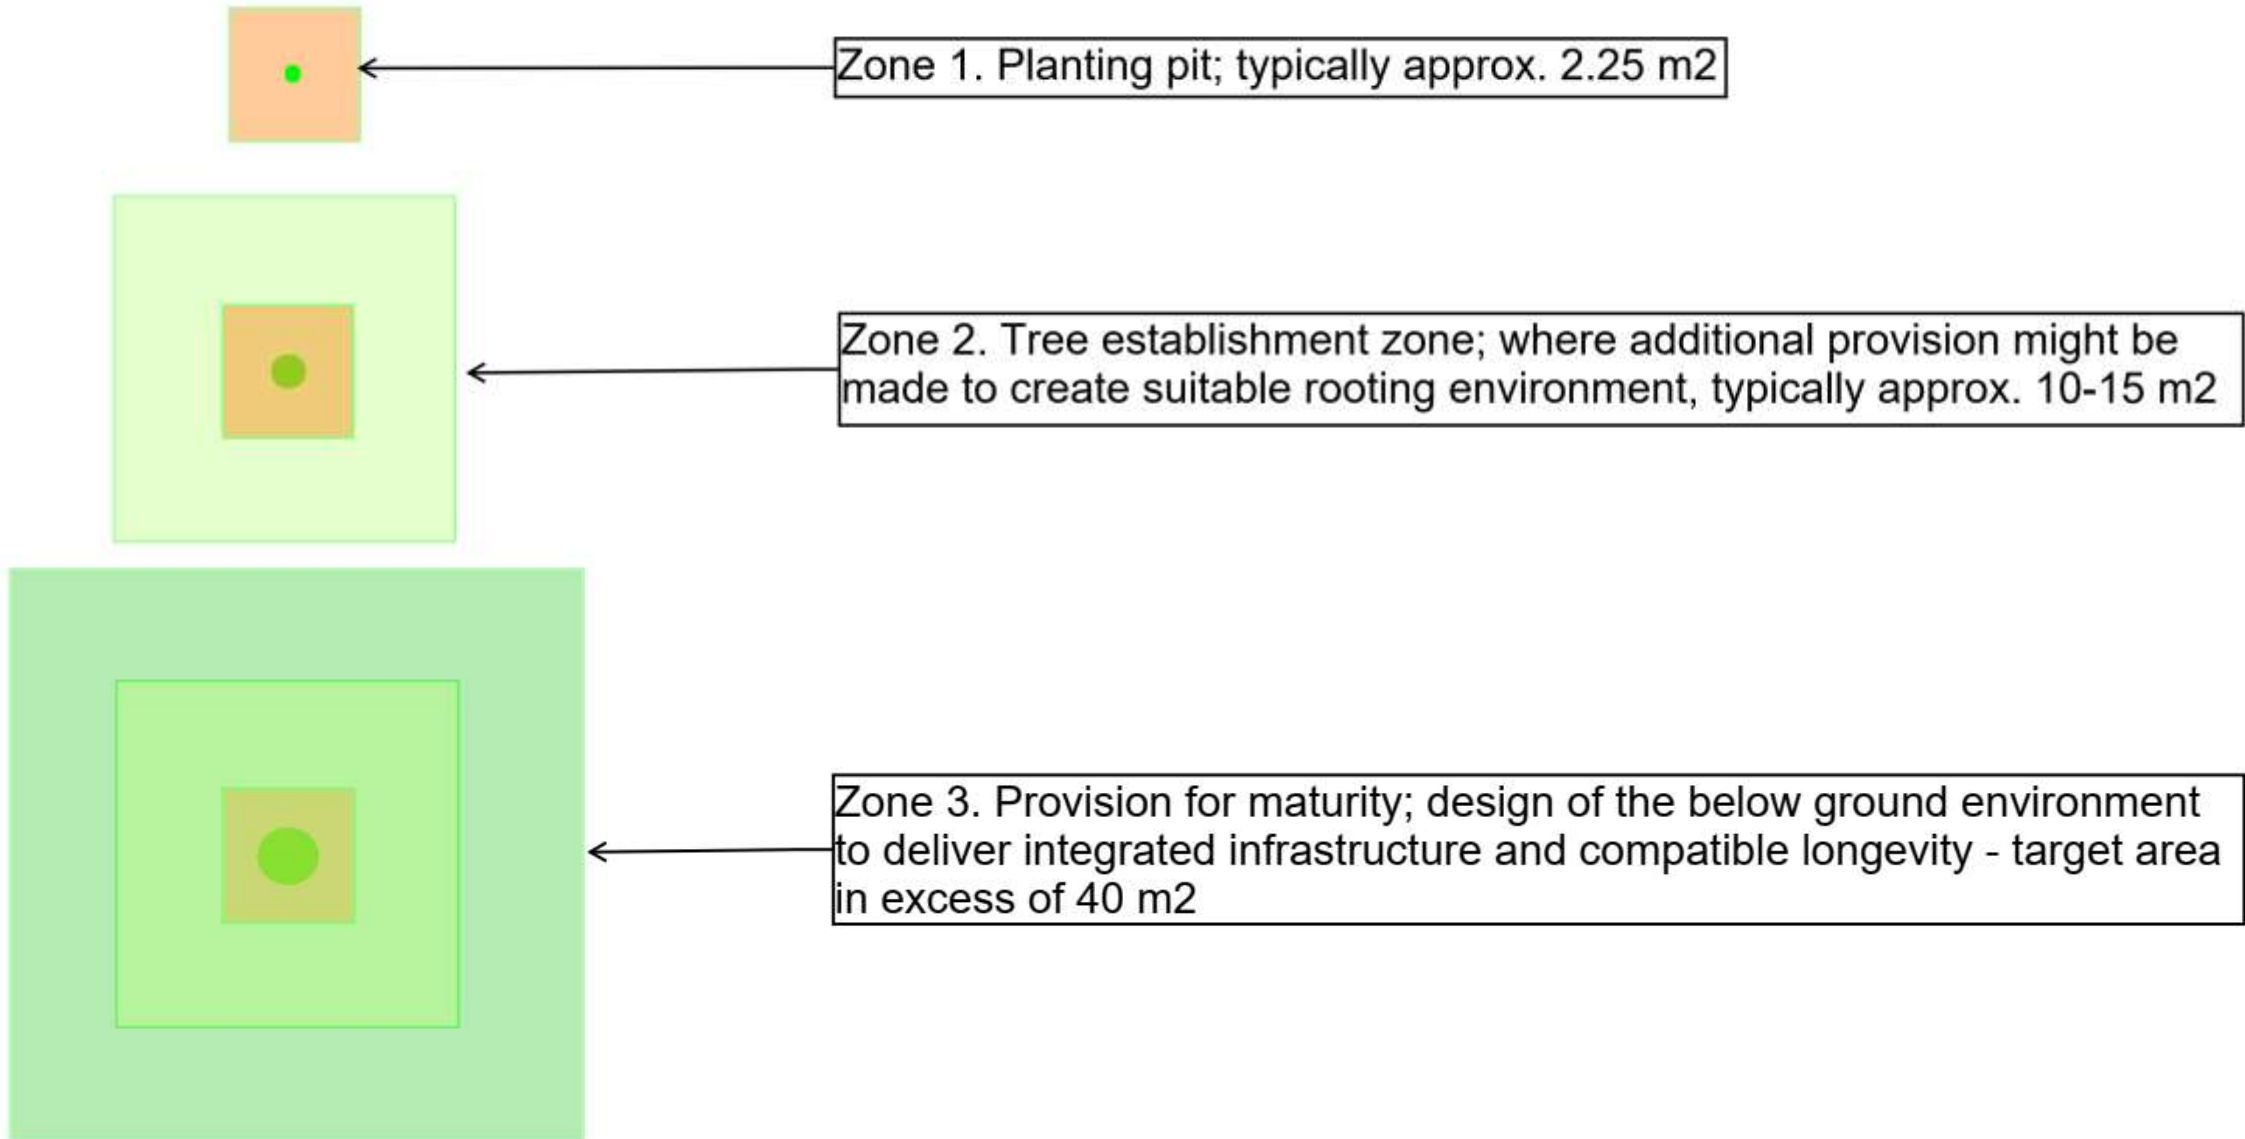 Zone 1. Planting pit; typically approx. 2.25 m2
Zone 2. Tree establishment zone; where additional provision might be
made to create suitable rooting environment, typically approx. 10-15 m2
Zone 3. Provision for maturity; design of the below ground environment
to deliver integrated infrastructure and compatible longevity - target area
in excess of 40 m2